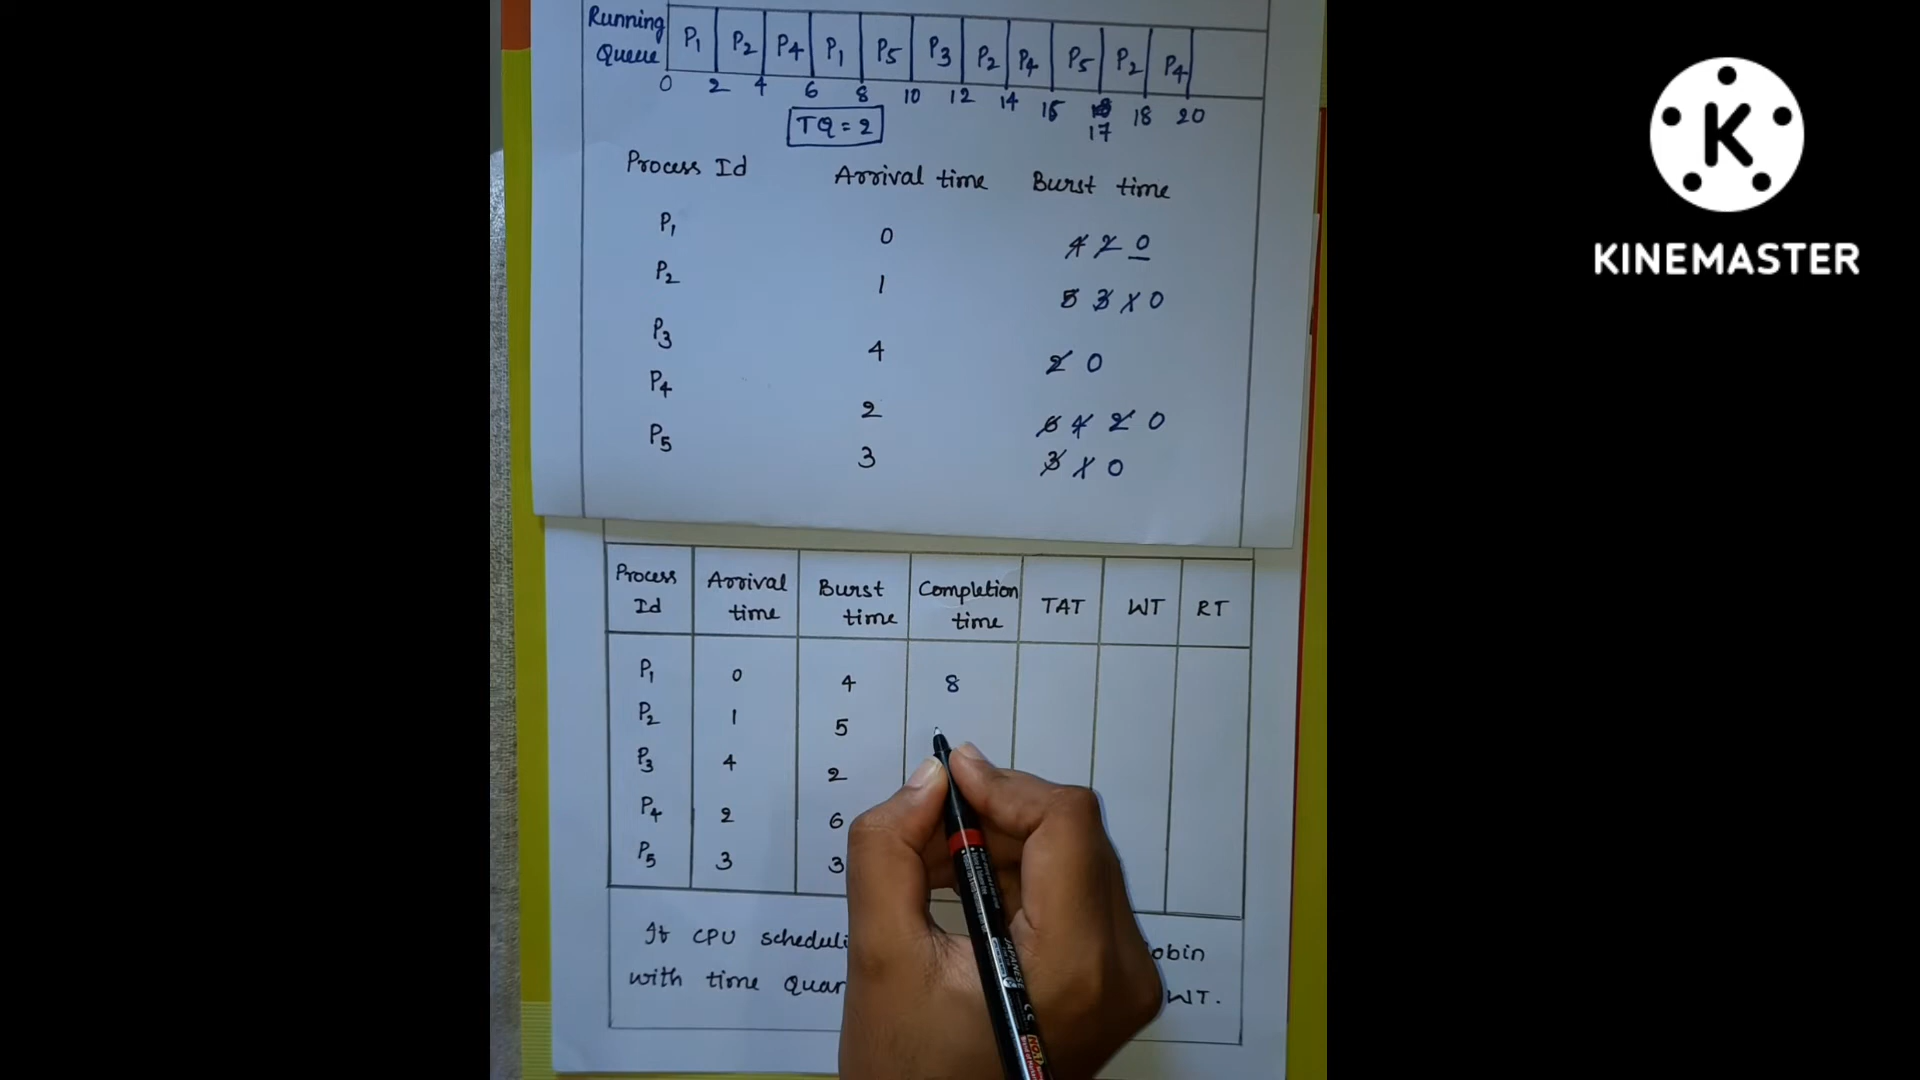 Running Queue P1 P2 P4 P1 P5 P3 P2 P4 P5 P2 P4
0 2 4 6 8 10 12 14 16 17 18 20
TQ = 2
Process Id Arrival time Burst time
P1 0 4 2 0
P2 1 5 3 1 0
P3 4 2 0
P4 2 6 4 2 0
P5 3 3 1 0
Process Id Arrival time Burst time Completion time TAT WT RT
P1 0 4 8
P2 1 5
P3 4 2
P4 2 6
P5 3 3
If CPU scheduli obin
with time Quan WT.
K
KINEMASTER